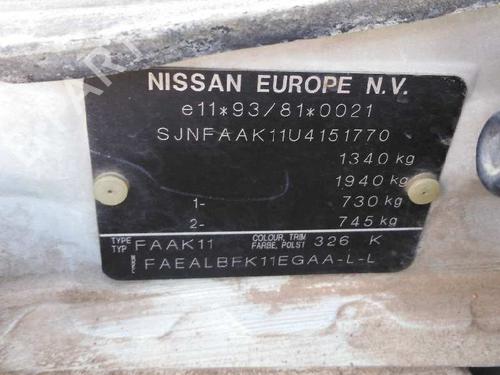 NISSAN EUROPE N.V.
e11*93/81*0021
SJNFAAK11U4151770
1340 kg
1940 kg
1- 730 kg
2- 745 kg
TYPE TYP FAAK11 COLOUR, TRIM FARBE, POLST 326 K
FAEALBFK11EGAA-L-L